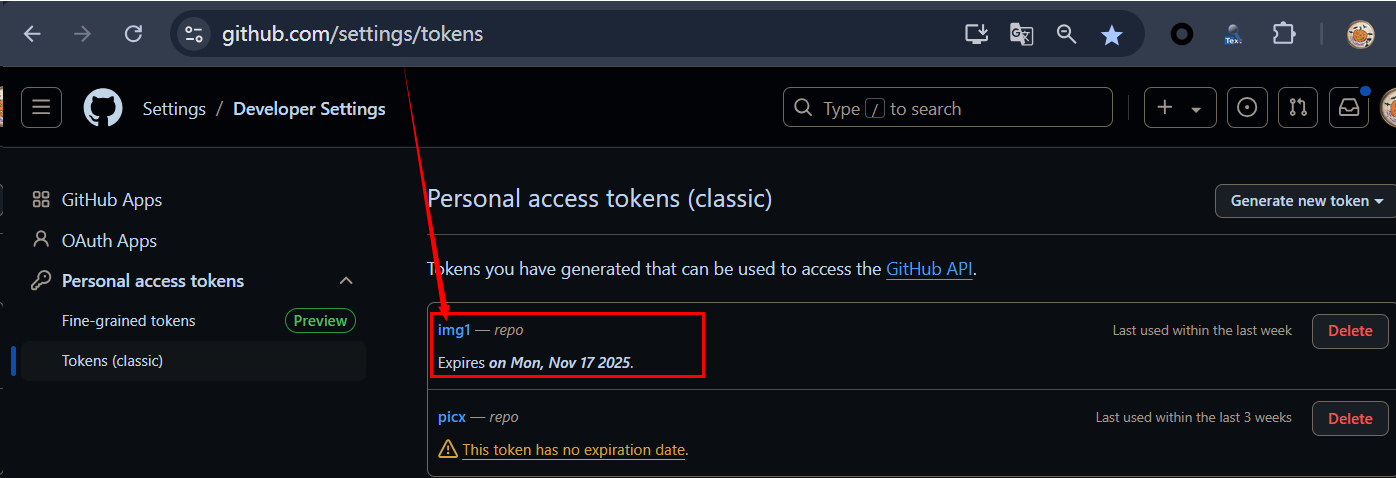 github.com/settings/tokens
Tex
Settings / Developer Settings
Type / to search
GitHub Apps
OAuth Apps
Personal access tokens
Fine-grained tokens Preview
Tokens (classic)
Personal access tokens (classic)
Generate new token
Tokens you have generated that can be used to access the GitHub API.
img1 — repo
Last used within the last week
Delete
Expires on Mon, Nov 17 2025.
picx — repo
Last used within the last 3 weeks
Delete
This token has no expiration date.